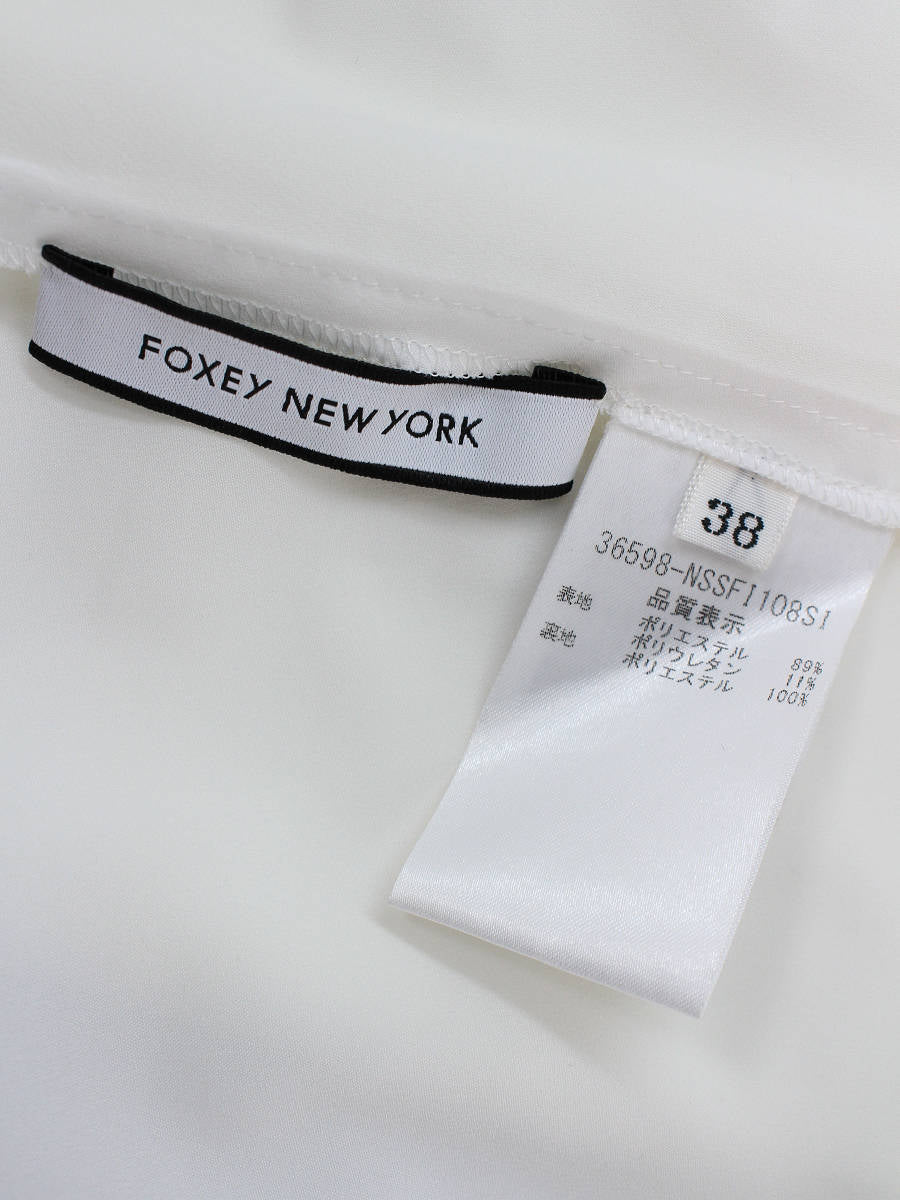 FOXEY NEW YORK
38
36598-NSSFI108SI
品質表示
表地 ポリエステル 89%
ポリウレタン 11%
裏地 ポリエステル 100%